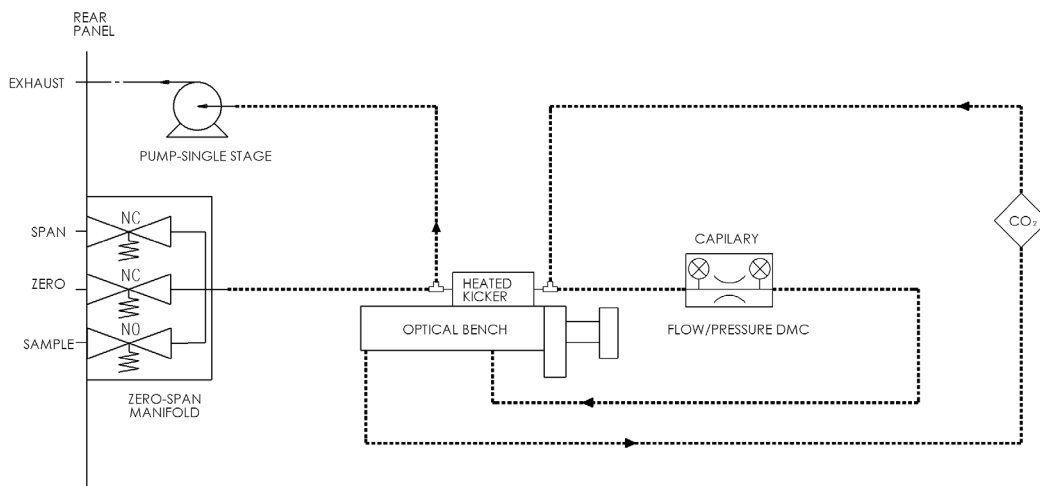 REAR
PANEL
EXHAUST
PUMP-SINGLE STAGE
NC
SPAN
CO₂
CAPILARY
NC
ZERO
HEATED
KICKER
NO
OPTICAL BENCH
FLOW/PRESSURE DMC
SAMPLE
ZERO-SPAN
MANIFOLD